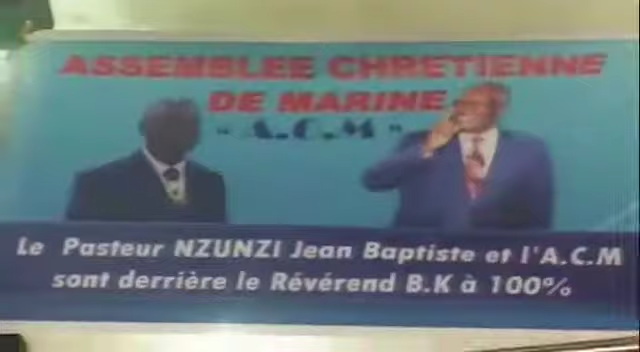 ASSEMBLEE CHRETIENNE
DE MARINE
" A.C.M "
Le Pasteur NZUNZI Jean Baptiste et l'A.C.M
sont derrière le Révérend B.K à 100%